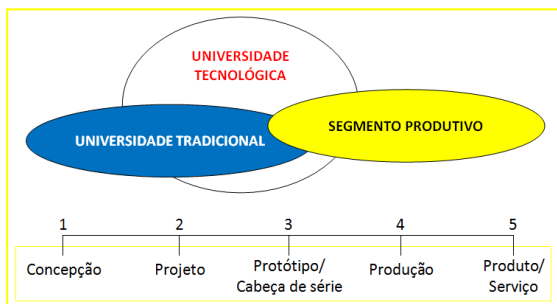 UNIVERSIDADE
TECNOLÓGICA
UNIVERSIDADE TRADICIONAL
SEGMENTO PRODUTIVO
1 2 3 4 5
Concepção Projeto Protótipo/ Produção Produto/
Cabeça de série Serviço